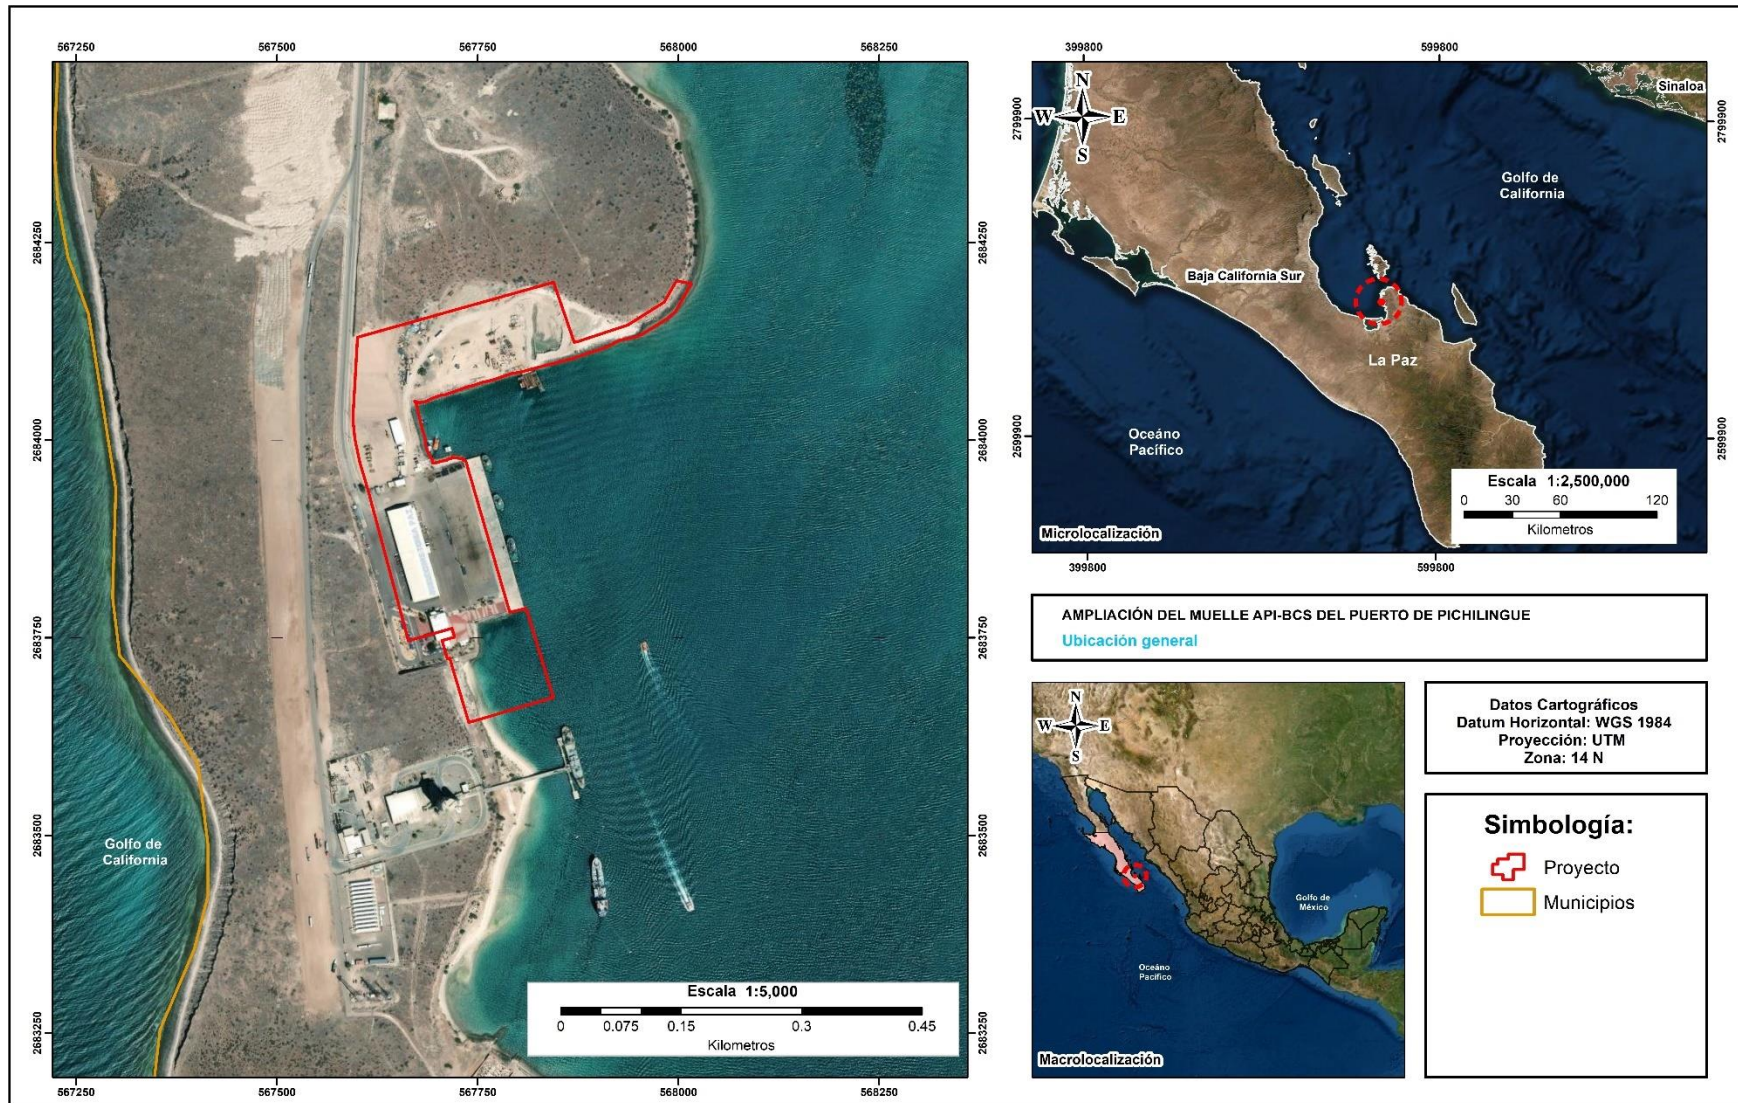 567250
567500
567750
568000
568250
2684250
2684250
2684000
2684000
2683750
2683750
2683500
2683500
2683250
2683250
Golfo de
California
Escala 1:5,000
0
0.075
0.15
0.3
0.45
Kilometros
567250
567500
567750
568000
568250
399800
599800
N
W
E
S
Sinaloa
2799900
2799900
Golfo de
California
Baja California Sur
La Paz
Oceáno
Pacífico
2599900
2599900
Escala 1:2,500,000
0
30
60
120
Kilometros
Microlocalización
399800
599800
AMPLIACIÓN DEL MUELLE API-BCS DEL PUERTO DE PICHILINGUE
Ubicación general
N
W
E
S
Golfo de
México
Oceáno
Pacífico
Macrolocalización
Datos Cartográficos
Datum Horizontal: WGS 1984
Proyección: UTM
Zona: 14 N
Simbología:
Proyecto
Municipios